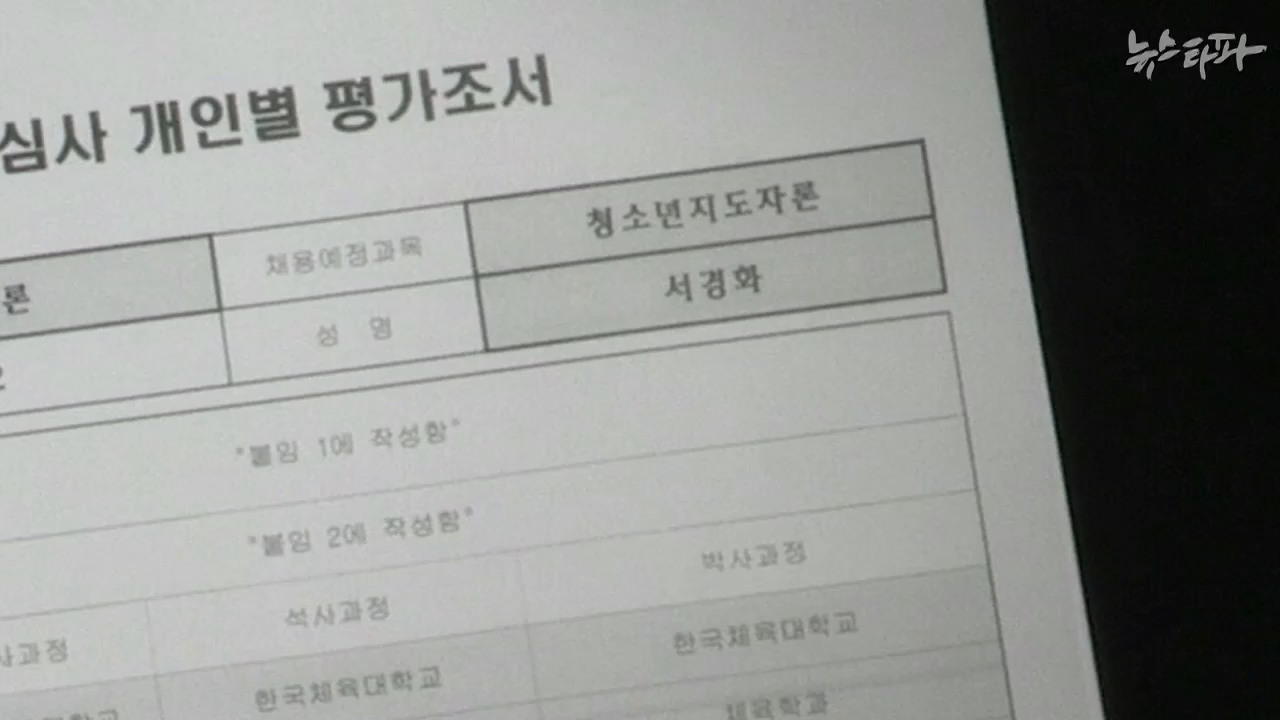 뉴스타파
심사 개인별 평가조서
론 채용예정과목 청소년지도자론
성 명 서경화
"붙임 1에 작성함"
"붙임 2에 작성함"
사과정 석사과정 박사과정
한국체육대학교 한국체육대학교
체육학과